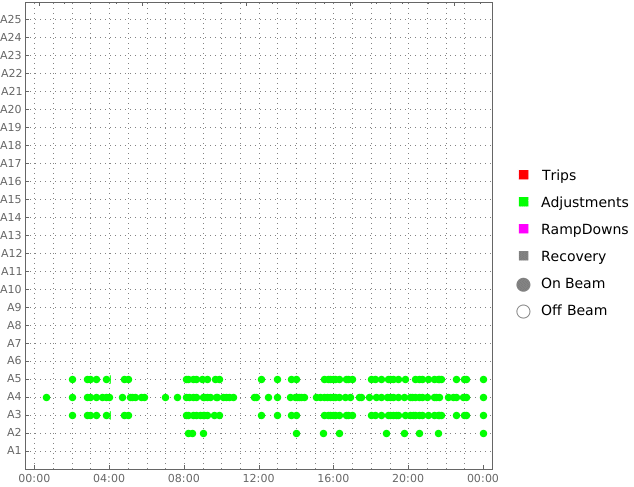 A25
A24
A23
A22
A21
A20
A19
A18
A17
A16
A15
A14
A13
A12
A11
A10
A9
A8
A7
A6
A5
A4
A3
A2
A1
00:00 04:00 08:00 12:00 16:00 20:00 00:00
Trips
Adjustments
RampDowns
Recovery
On Beam
Off Beam